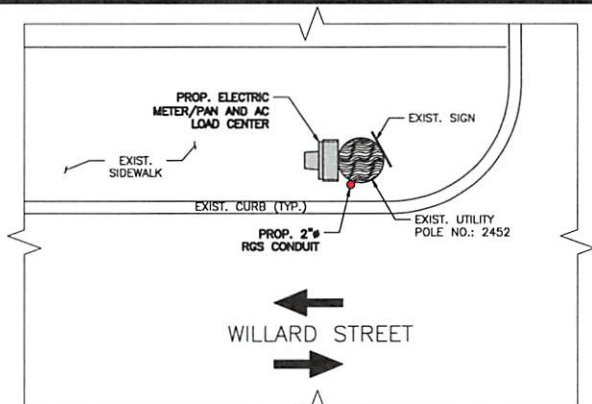 PROP. ELECTRIC
METER/PAN AND AC
LOAD CENTER
EXIST. SIGN
EXIST.
SIDEWALK
EXIST. CURB (TYP.)
EXIST. UTILITY
POLE NO.: 2452
PROP. 2"ø
RGS CONDUIT
WILLARD STREET